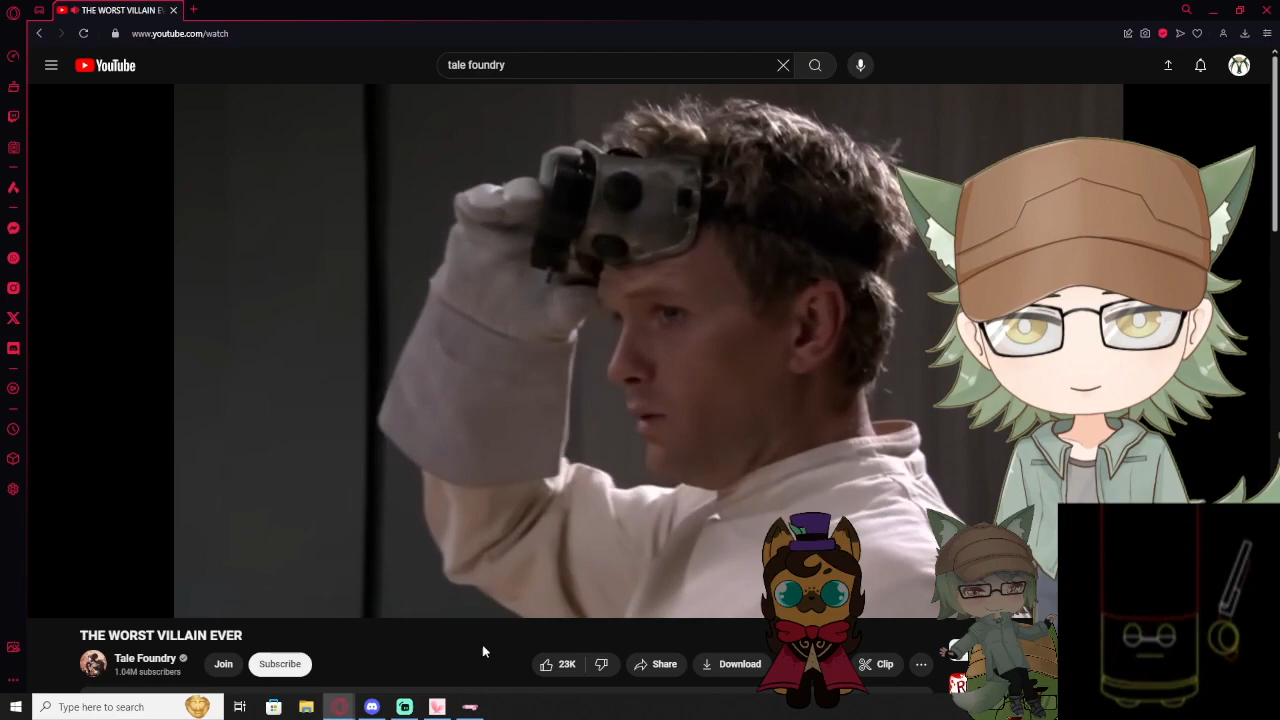 THE WORST VILLAIN E
www.youtube.com/watch
YouTube
tale foundry
THE WORST VILLAIN EVER
Tale Foundry
1.04M subscribers
Join
Subscribe
23K
Share
Download
Clip
Type here to search